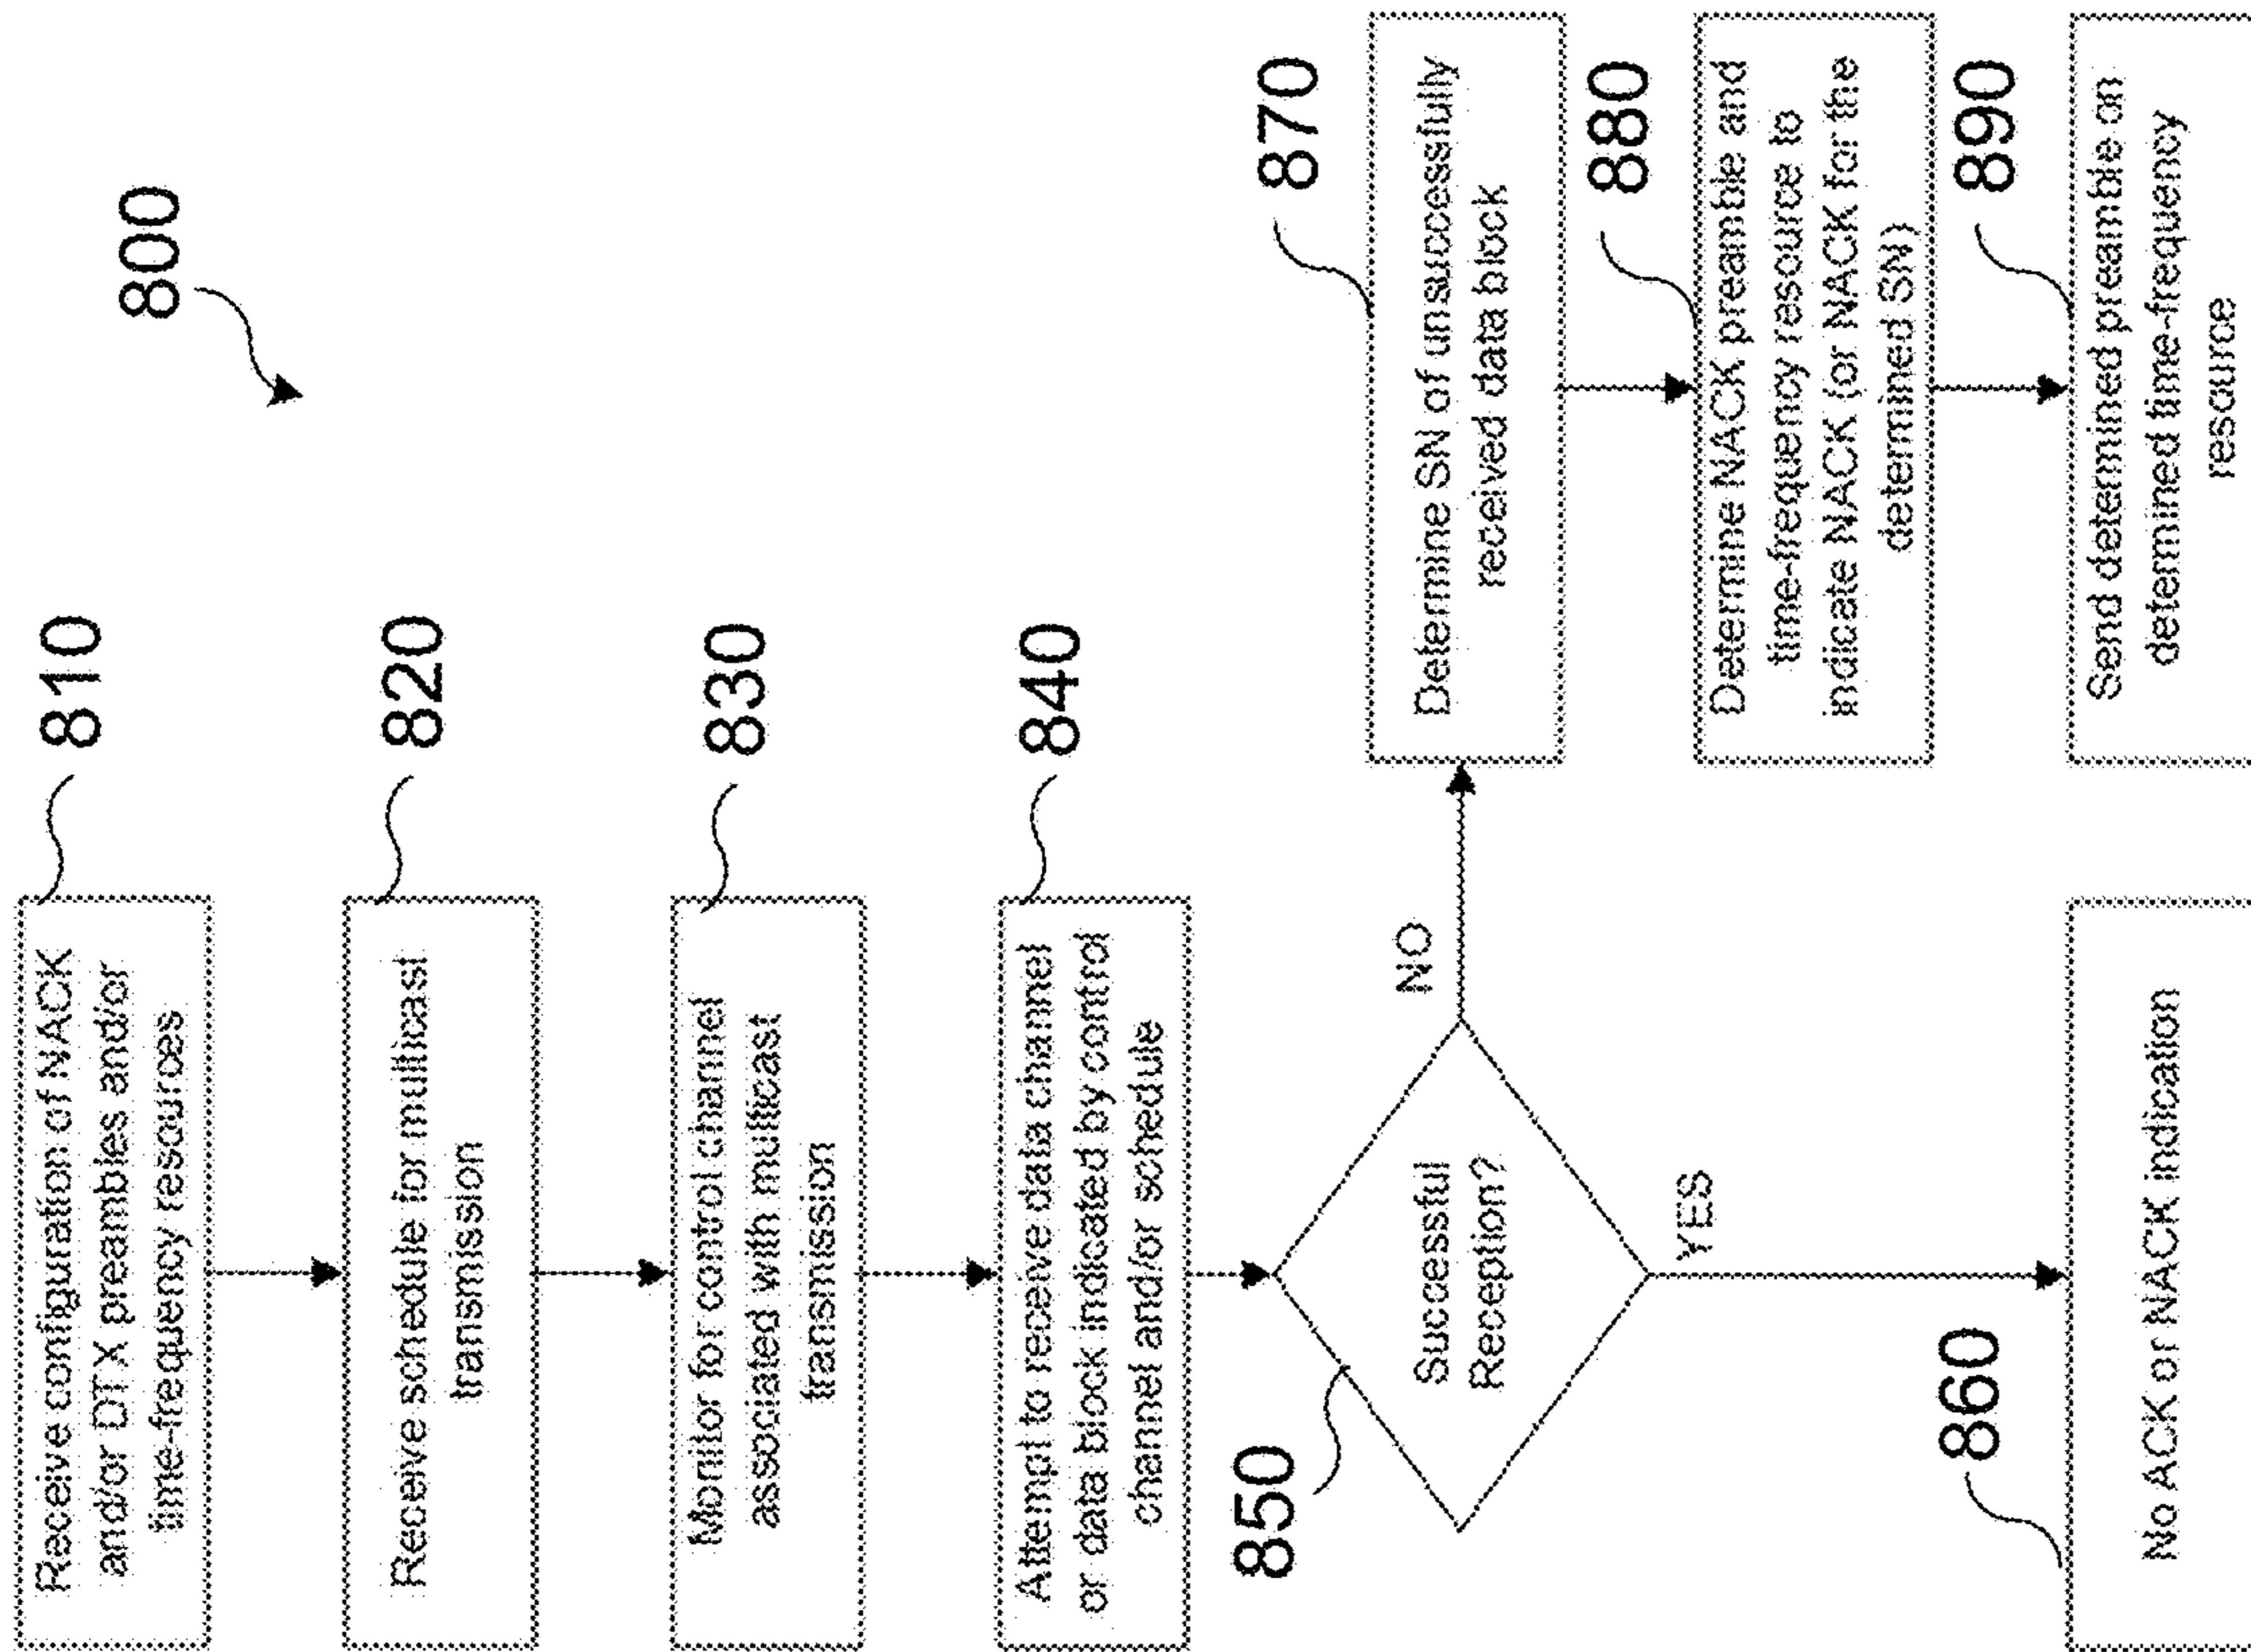 800
810
Receive configuration of NACK
and/or DTX preambles and/or
time-frequency resources
820
Receive schedule for multicast
transmission
830
Monitor for control channel
associated with multicast
transmission
840
Attempt to receive data channel
or data block indicated by control
channel and/or schedule
850
Successful
Reception?
NO
YES
860
No ACK or NACK indication
870
Determine SN of unsuccessfully
received data block
880
Determine NACK preamble and
time-frequency resource to
indicate NACK (or NACK for the
determined SN)
890
Send determined preamble on
determined time-frequency
resource